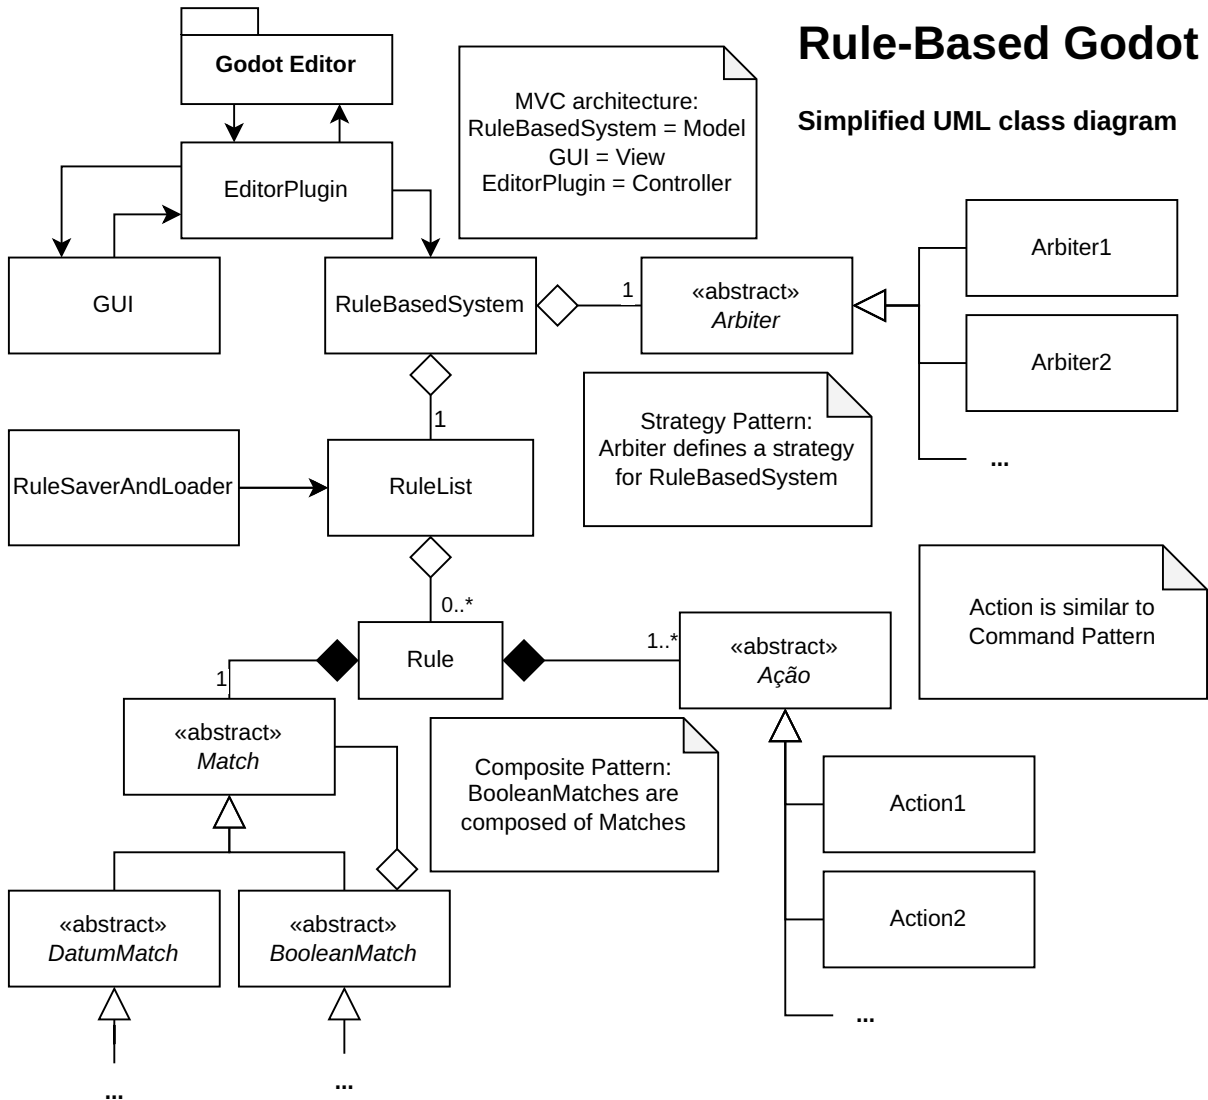 Rule-Based Godot
Simplified UML class diagram
Godot Editor
MVC architecture:
RuleBasedSystem = Model
GUI = View
EditorPlugin = Controller
EditorPlugin
Arbiter1
GUI
RuleBasedSystem
1
«abstract»
Arbiter
Arbiter2
1
Strategy Pattern:
Arbiter defines a strategy
for RuleBasedSystem
...
RuleSaverAndLoader
RuleList
0..*
Action is similar to
Command Pattern
1
Rule
1..*
«abstract»
Ação
«abstract»
Match
Composite Pattern:
BooleanMatches are
composed of Matches
Action1
«abstract»
DatumMatch
«abstract»
BooleanMatch
Action2
...
...
...